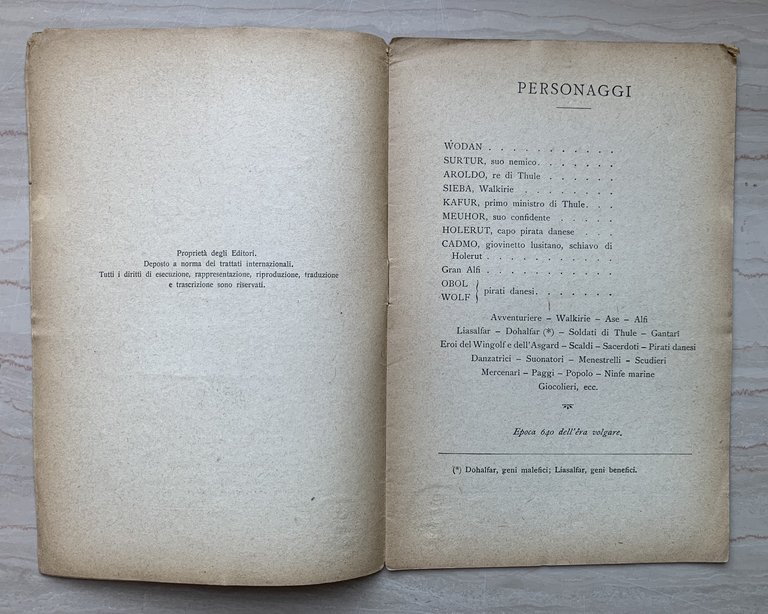 Proprietà degli Editori.
Deposto a norma dei trattati internazionali.
Tutti i diritti di esecuzione, rappresentazione, riproduzione, traduzione
e trascrizione sono riservati.
PERSONAGGI
WODAN . . . . . . . . . . .
SURTUR, suo nemico. . . . . . .
AROLDO, re di Thule . . . . . .
SIEBA, Walkirie . . . . . . . .
KAFUR, primo ministro di Thule. . .
MEUHOR, suo confidente . . . . .
HOLERUT, capo pirata danese . . .
CADMO, giovinetto lusitano, schiavo di
Holerut . . . . . . . . . . .
Gran Alfi . . . . . . . . . . .
OBOL
WOLF } pirati danesi. . . . . . .
Avventuriere – Walkirie – Ase – Alfi
Liasalfar – Dohalfar (*) – Soldati di Thule – Gantarî
Eroi del Wingolf e dell'Asgard – Scaldi – Sacerdoti – Pirati danesi
Danzatrici – Suonatori – Menestrelli – Scudieri
Mercenari – Paggi – Popolo – Ninfe marine
Giocolieri, ecc.
Epoca 640 dell'êra volgare.
(*) Dohalfar, geni malefici; Liasalfar, geni benefici.